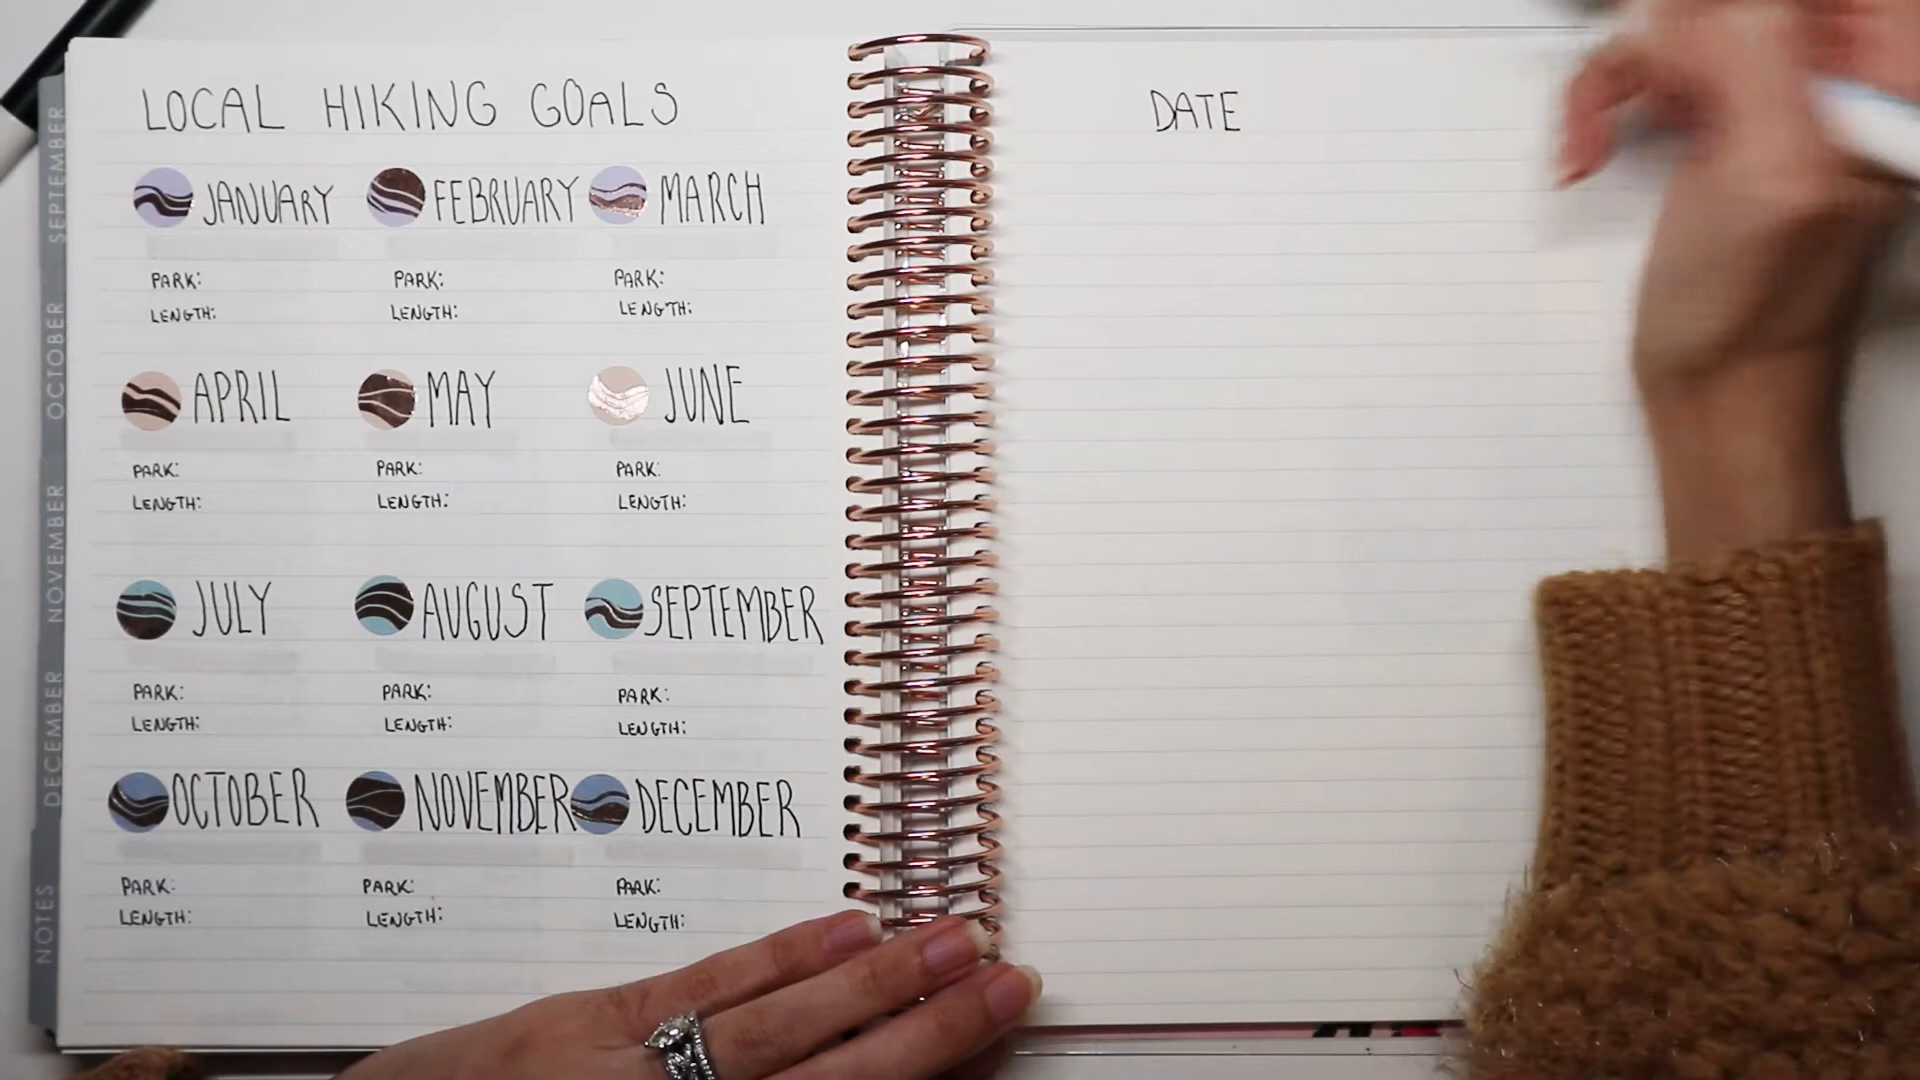 LOCAL HIKING GOALS
JANUARY FEBRUARY MARCH
PARK: PARK: PARK:
LENGTH: LENGTH: LENGTH:
APRIL MAY JUNE
PARK: PARK: PARK:
LENGTH: LENGTH: LENGTH:
JULY AUGUST SEPTEMBER
PARK: PARK: PARK:
LENGTH: LENGTH: LENGTH:
OCTOBER NOVEMBER DECEMBER
PARK: PARK: PARK:
LENGTH: LENGTH: LENGTH:
DATE
SEPTEMBER
OCTOBER
NOVEMBER
DECEMBER
NOTES